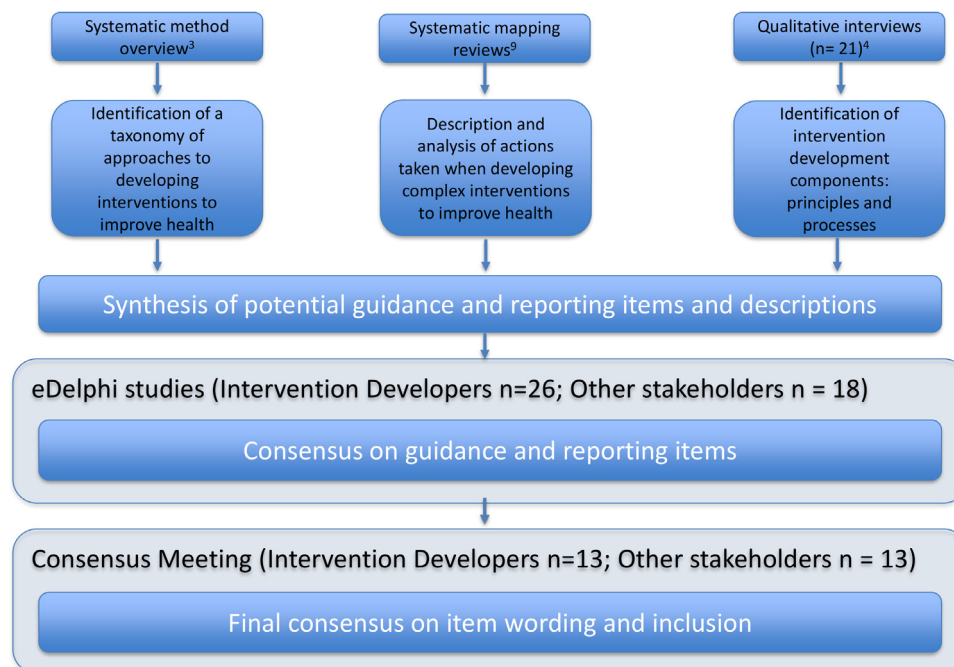 Systematic method
overview³
Systematic mapping
reviews⁹
Qualitative interviews
(n= 21)⁴
Identification of a
taxonomy of
approaches to
developing
interventions to
improve health
Description and
analysis of actions
taken when developing
complex interventions
to improve health
Identification of
intervention
development
components:
principles and
processes
Synthesis of potential guidance and reporting items and descriptions
eDelphi studies (Intervention Developers n=26; Other stakeholders n = 18)
Consensus on guidance and reporting items
Consensus Meeting (Intervention Developers n=13; Other stakeholders n = 13)
Final consensus on item wording and inclusion